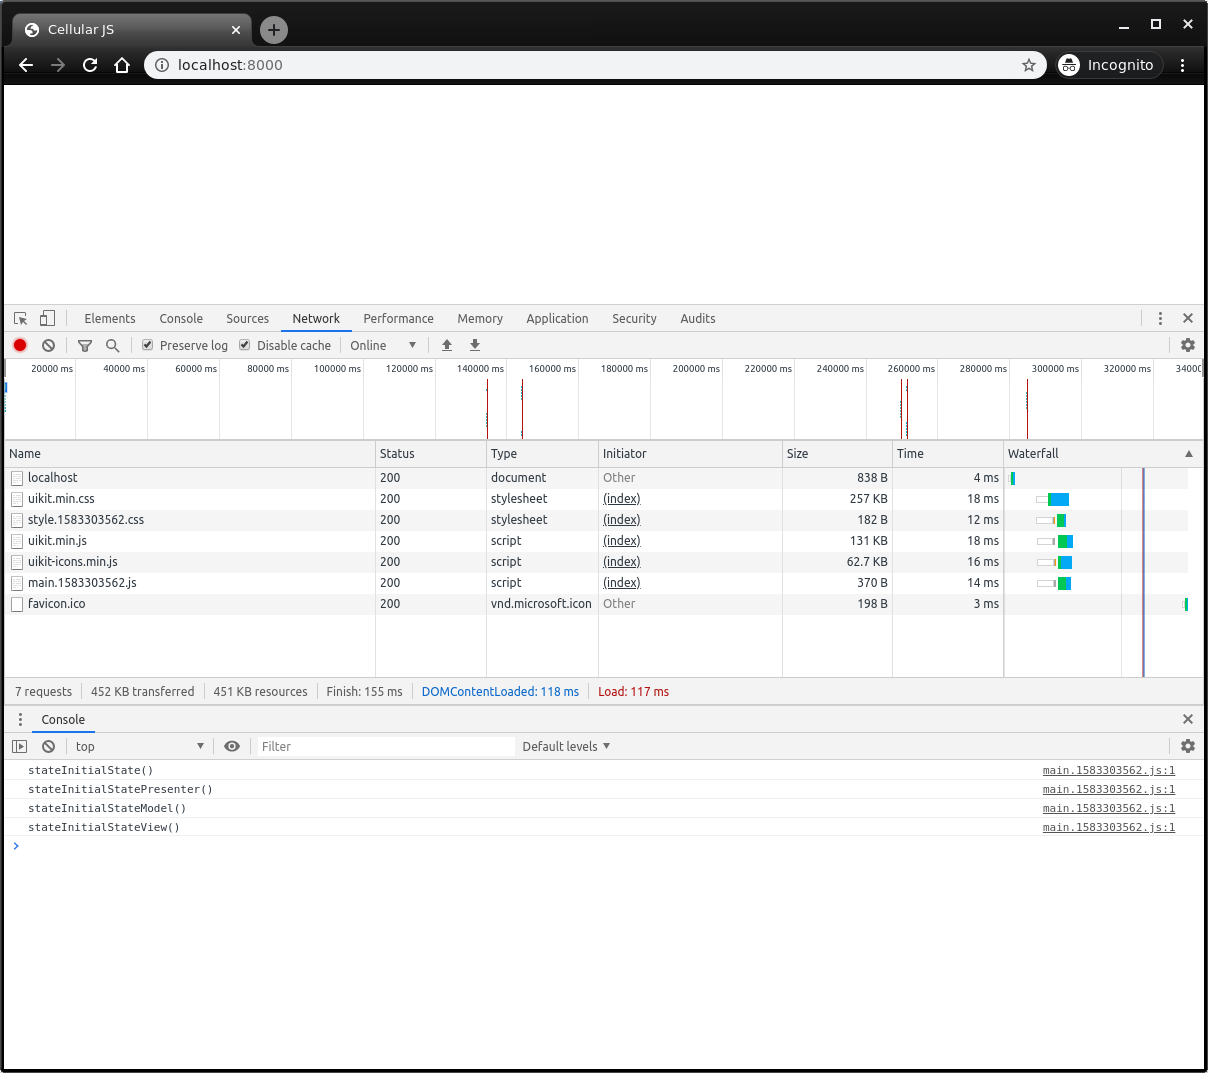 Cellular JS
localhost:8000 Incognito
Elements Console Sources Network Performance Memory Application Security Audits
Preserve log Disable cache Online
20000 ms 40000 ms 60000 ms 80000 ms 100000 ms 120000 ms 140000 ms 160000 ms 180000 ms 200000 ms 220000 ms 240000 ms 260000 ms 280000 ms 300000 ms 320000 ms 34000
Name Status Type Initiator Size Time Waterfall
localhost 200 document Other 838 B 4 ms
uikit.min.css 200 stylesheet (index) 257 KB 18 ms
style.1583303562.css 200 stylesheet (index) 182 B 12 ms
uikit.min.js 200 script (index) 131 KB 18 ms
uikit-icons.min.js 200 script (index) 62.7 KB 16 ms
main.1583303562.js 200 script (index) 370 B 14 ms
favicon.ico 200 vnd.microsoft.icon Other 198 B 3 ms
7 requests 452 KB transferred 451 KB resources Finish: 155 ms DOMContentLoaded: 118 ms Load: 117 ms
Console
top Filter Default levels
stateInitialState() main.1583303562.js:1
stateInitialStatePresenter() main.1583303562.js:1
stateInitialStateModel() main.1583303562.js:1
stateInitialStateView() main.1583303562.js:1